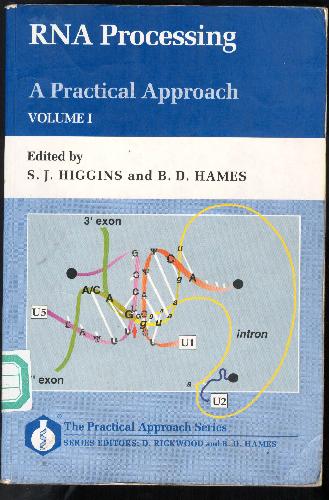 RNA Processing
A Practical Approach
VOLUME I
Edited by
S. J. HIGGINS and B. D. HAMES
3' exon
U5
A/C A G
U1
intron
U2
exon
The Practical Approach Series
SERIES EDITORS: D. RICKWOOD and B. D. HAMES